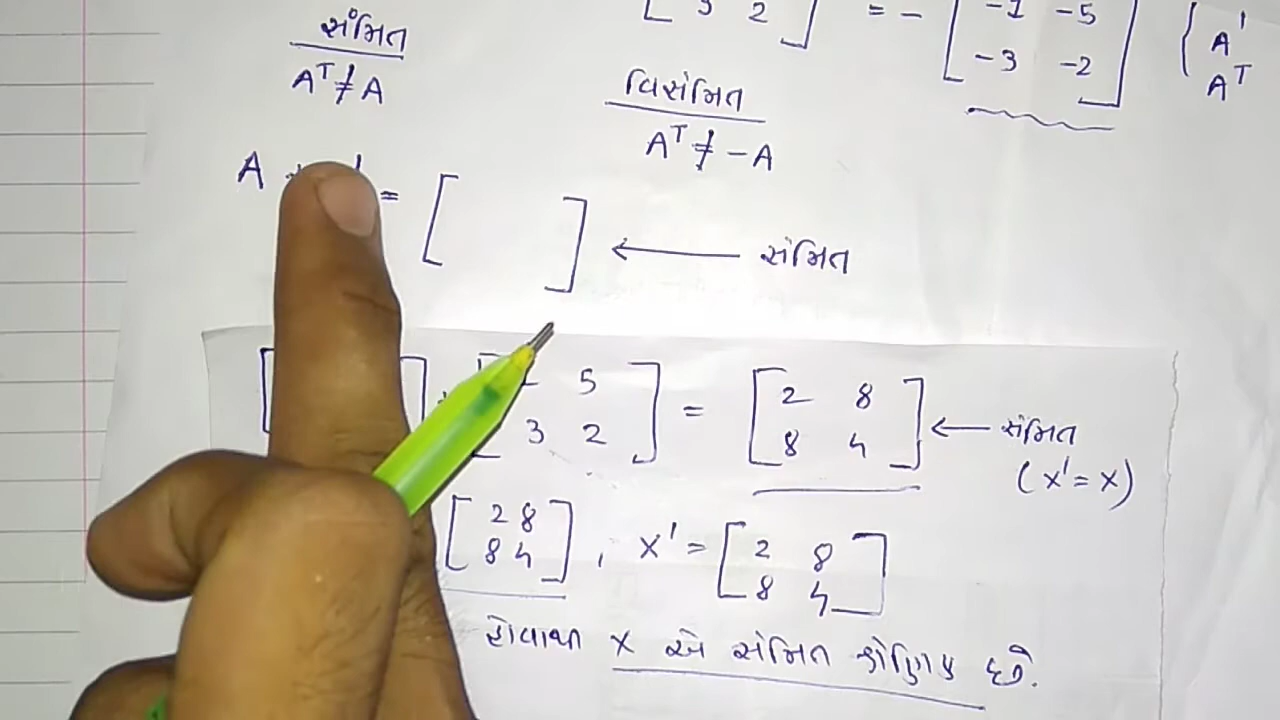 3 2 ] = - [ -1 -5
-3 -2 ] { A'
A^T
સંમિત
A^T ≠ A
વિસંમિત
A^T ≠ -A
A = [ ] ← સંમિત
[ 5
3 2 ] = [ 2 8
8 4 ] ← સંમિત
(x' = x)
[ 2 8
8 4 ] , x' = [ 2 8
8 4 ]
હોવાથી x એ સંમિત શ્રેણિક છે.